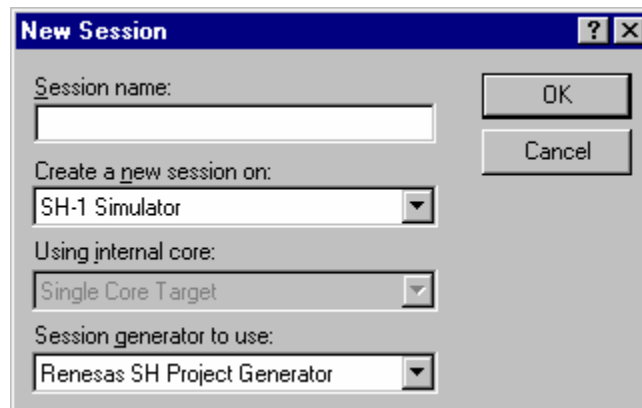 New Session
Session name:
OK
Cancel
Create a new session on:
SH-1 Simulator
Using internal core:
Single Core Target
Session generator to use:
Renesas SH Project Generator